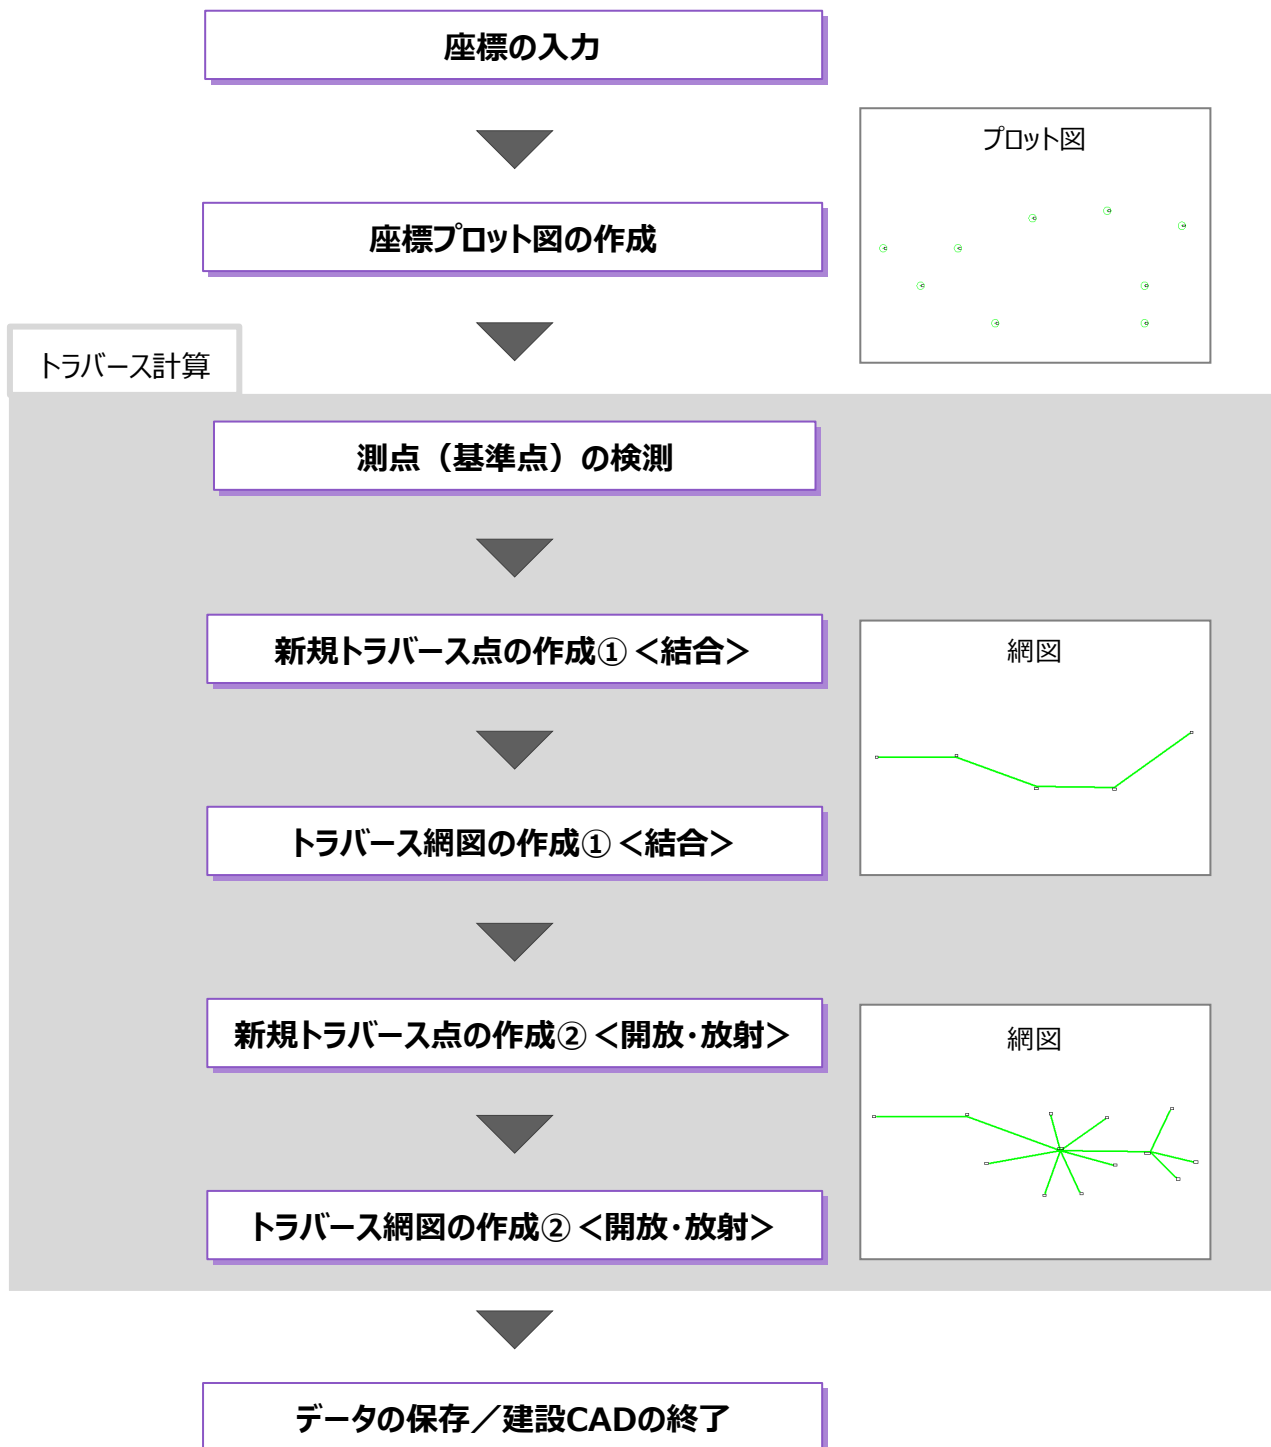 座標の入力
プロット図
座標プロット図の作成
トラバース計算
測点（基準点）の検測
新規トラバース点の作成①＜結合＞
網図
トラバース網図の作成①＜結合＞
新規トラバース点の作成②＜開放・放射＞
網図
トラバース網図の作成②＜開放・放射＞
データの保存／建設CADの終了